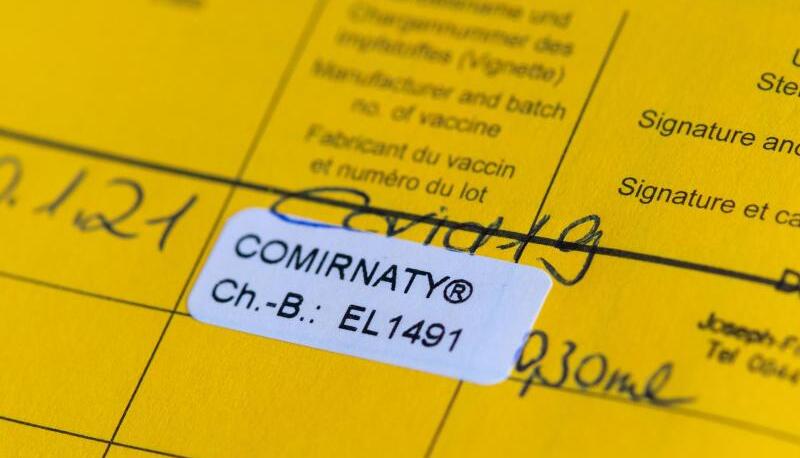 Chargennummer des
Impfstoffes (Vignette)
Manufacturer and batch
no. of vaccine
Fabricant du vaccin
et numéro du lot
Signature and
Signature et ca
.1.21
Covid 19
COMIRNATY®
Ch.-B.: EL1491
0,30ml
Joseph-F
Tel